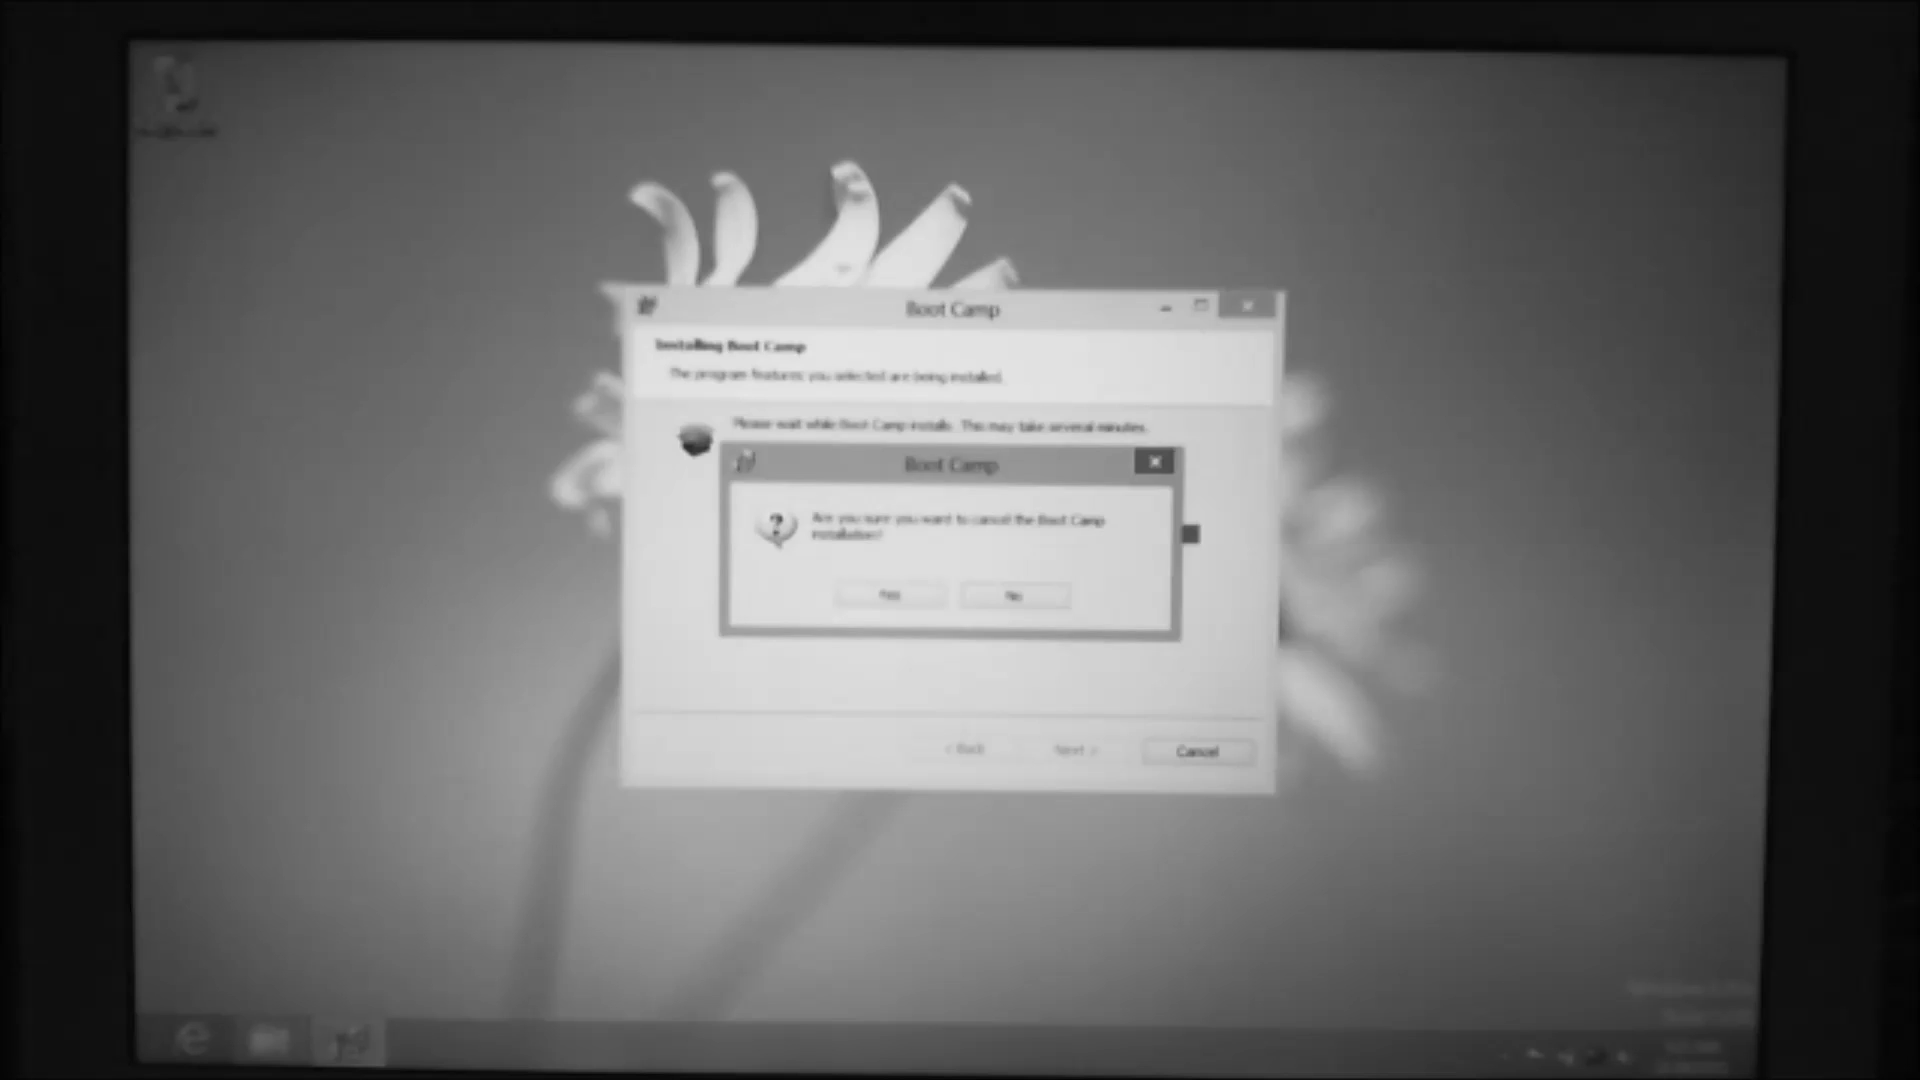 Boot Camp
Installing Boot Camp
The program features you selected are being installed.
Please wait while Boot Camp installs. This may take several minutes.
Boot Camp
Are you sure you want to cancel the Boot Camp
installation?
Yes
No
< Back
Next >
Cancel